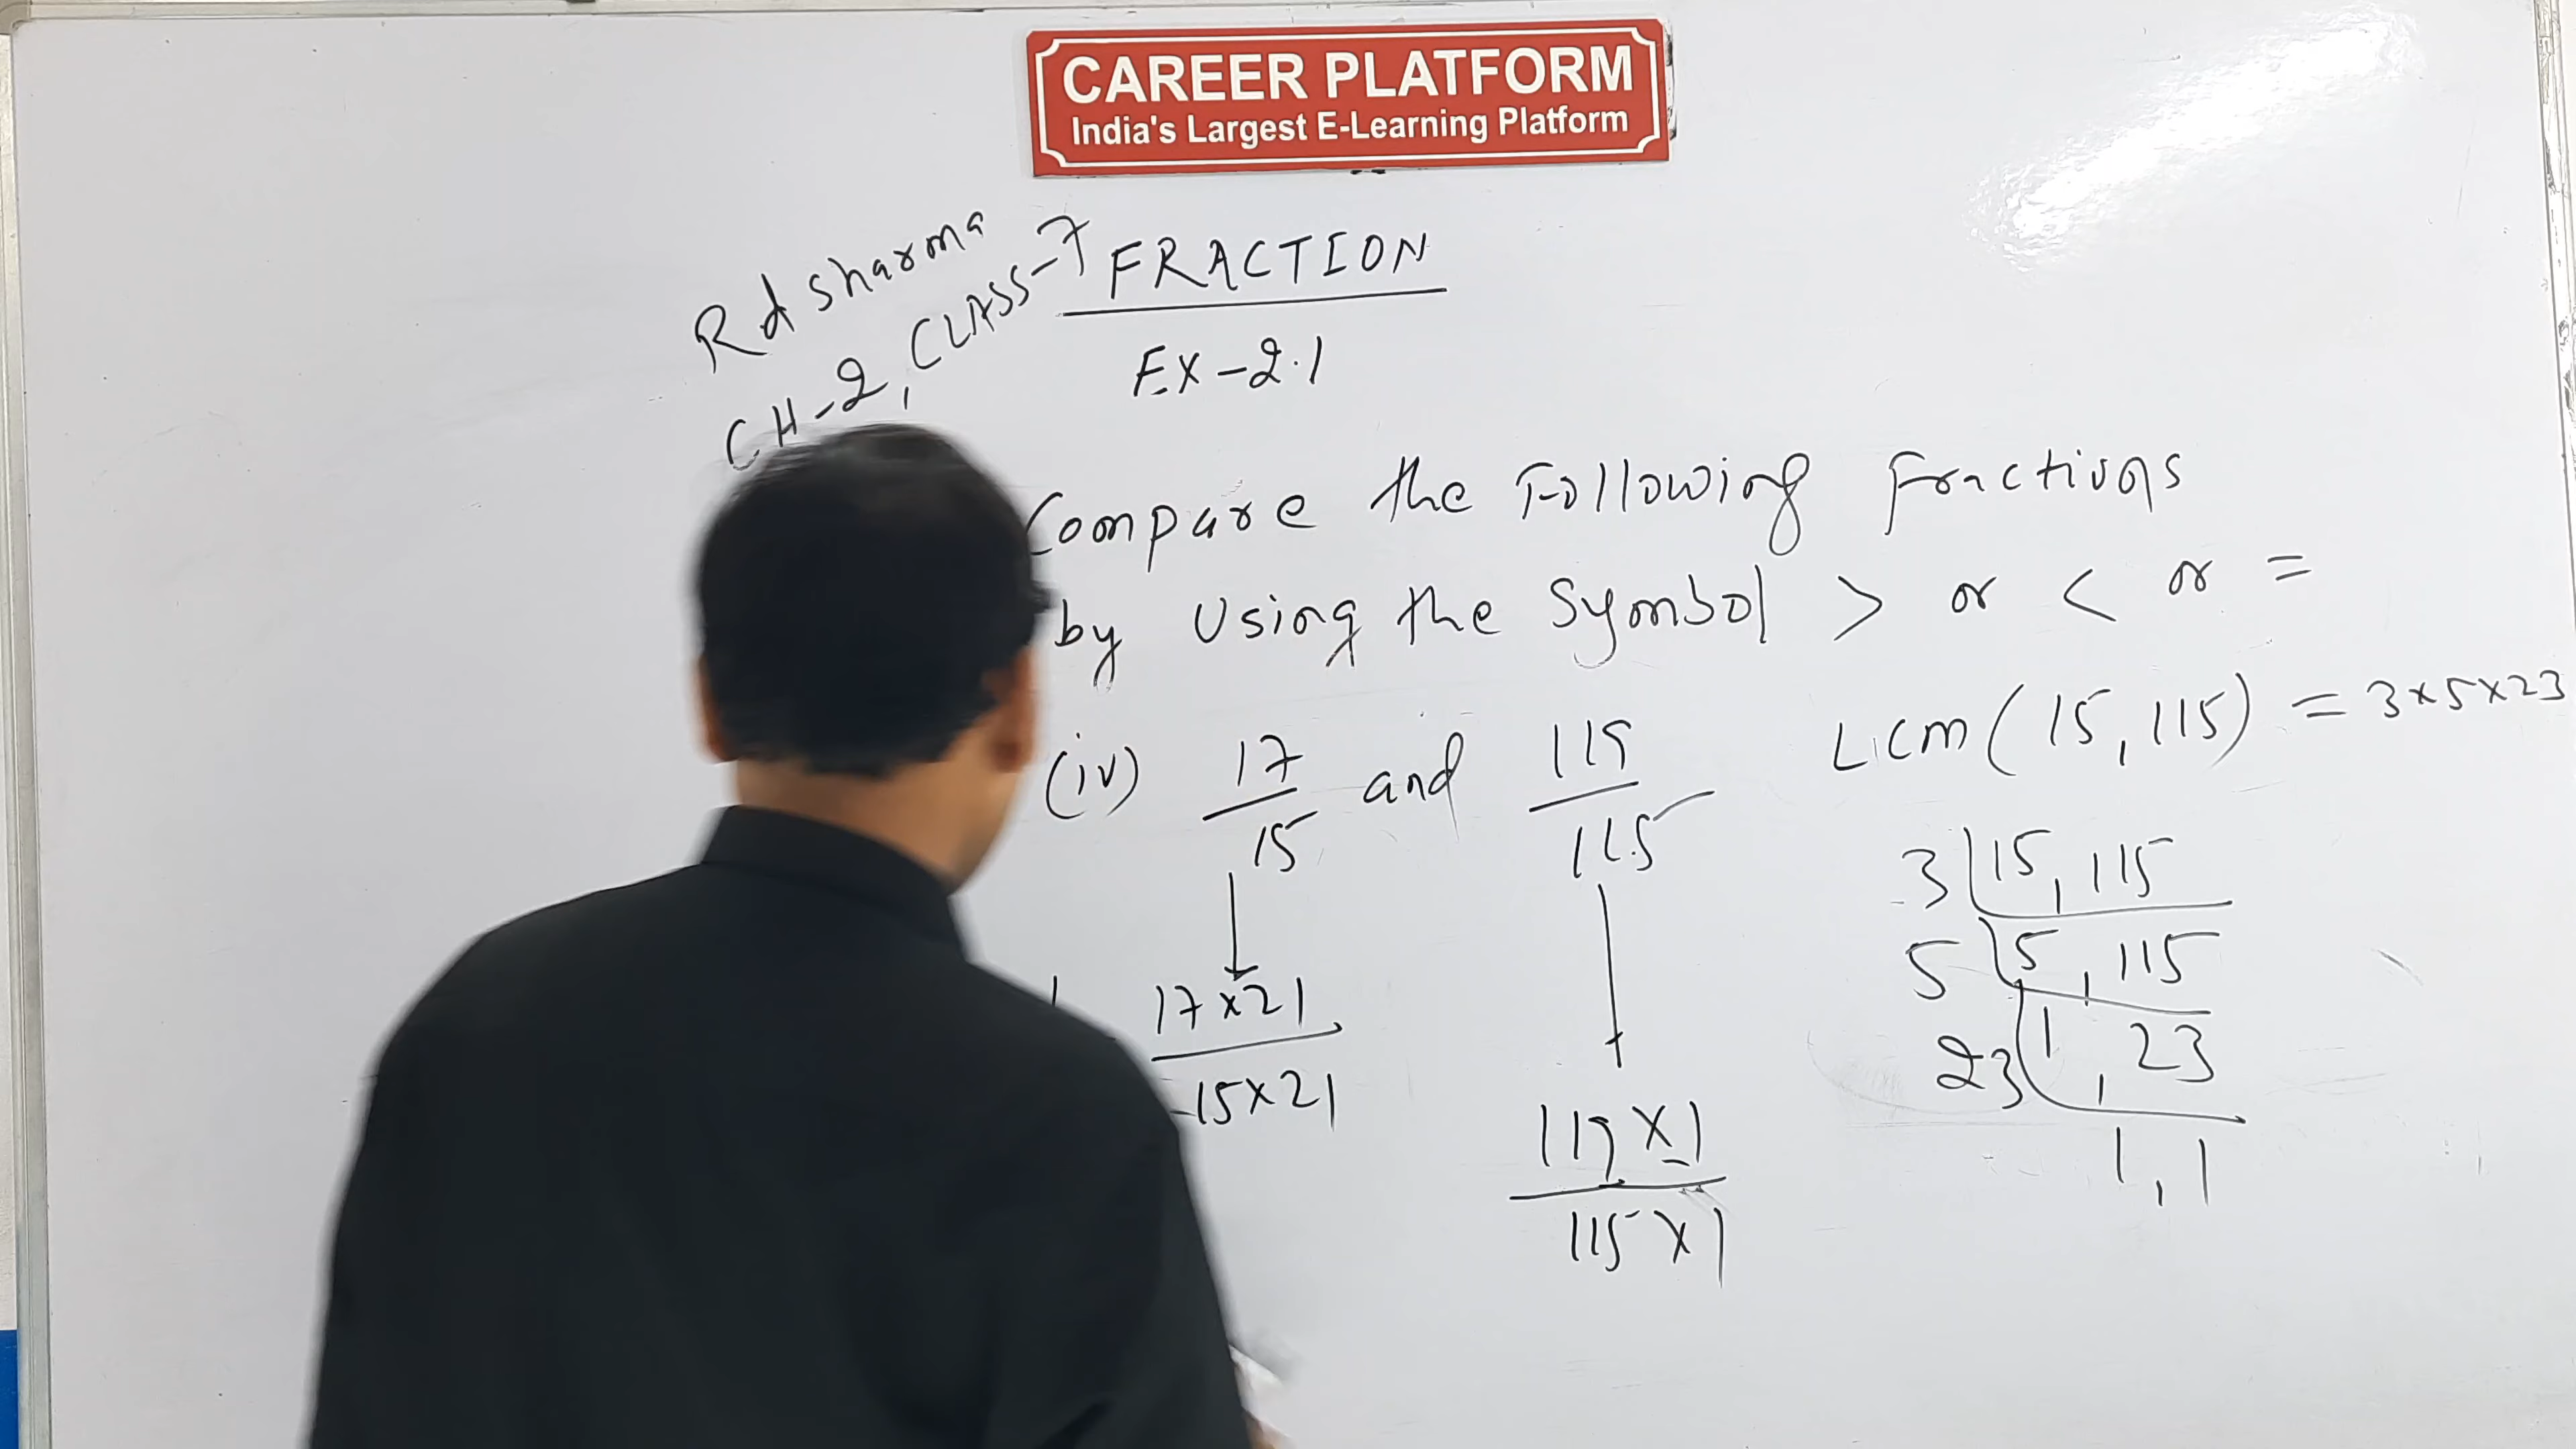 CAREER PLATFORM
India's Largest E-Learning Platform
Rd sharma
CH-2, CLASS-7
FRACTION
EX-2.1
Compare the Following Fractions
by Using the Symbol > or < or =
(iv) 17/15 and 119/115
LCM (15, 115) = 3×5×23
17×21
15×21
119×1
115×1
3 | 15, 115
5 | 5, 115
23 | 1, 23
1, 1